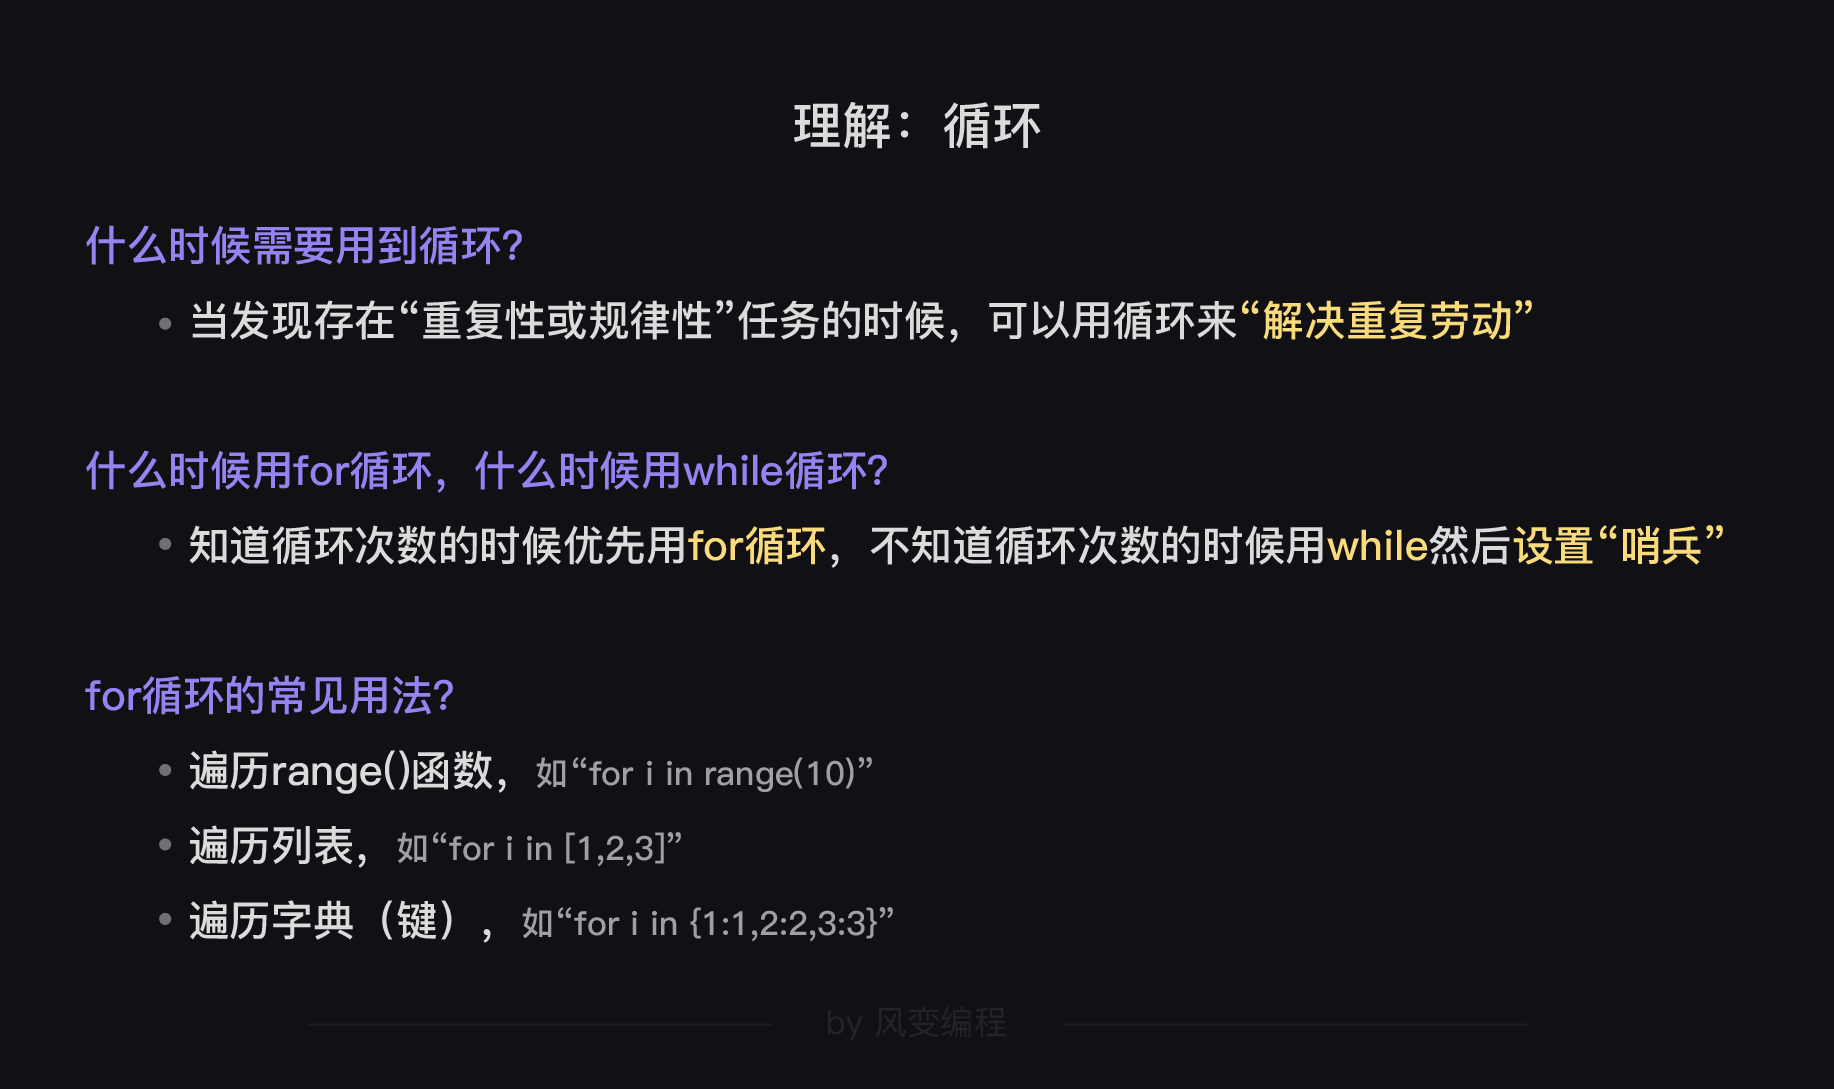 理解：循环
什么时候需要用到循环?
• 当发现存在“重复性或规律性”任务的时候，可以用循环来“解决重复劳动”
什么时候用for循环，什么时候用while循环?
• 知道循环次数的时候优先用for循环，不知道循环次数的时候用while然后设置“哨兵”
for循环的常见用法?
• 遍历range()函数，如“for i in range(10)”
• 遍历列表，如“for i in [1,2,3]”
• 遍历字典（键），如“for i in {1:1,2:2,3:3}”
by 风变编程